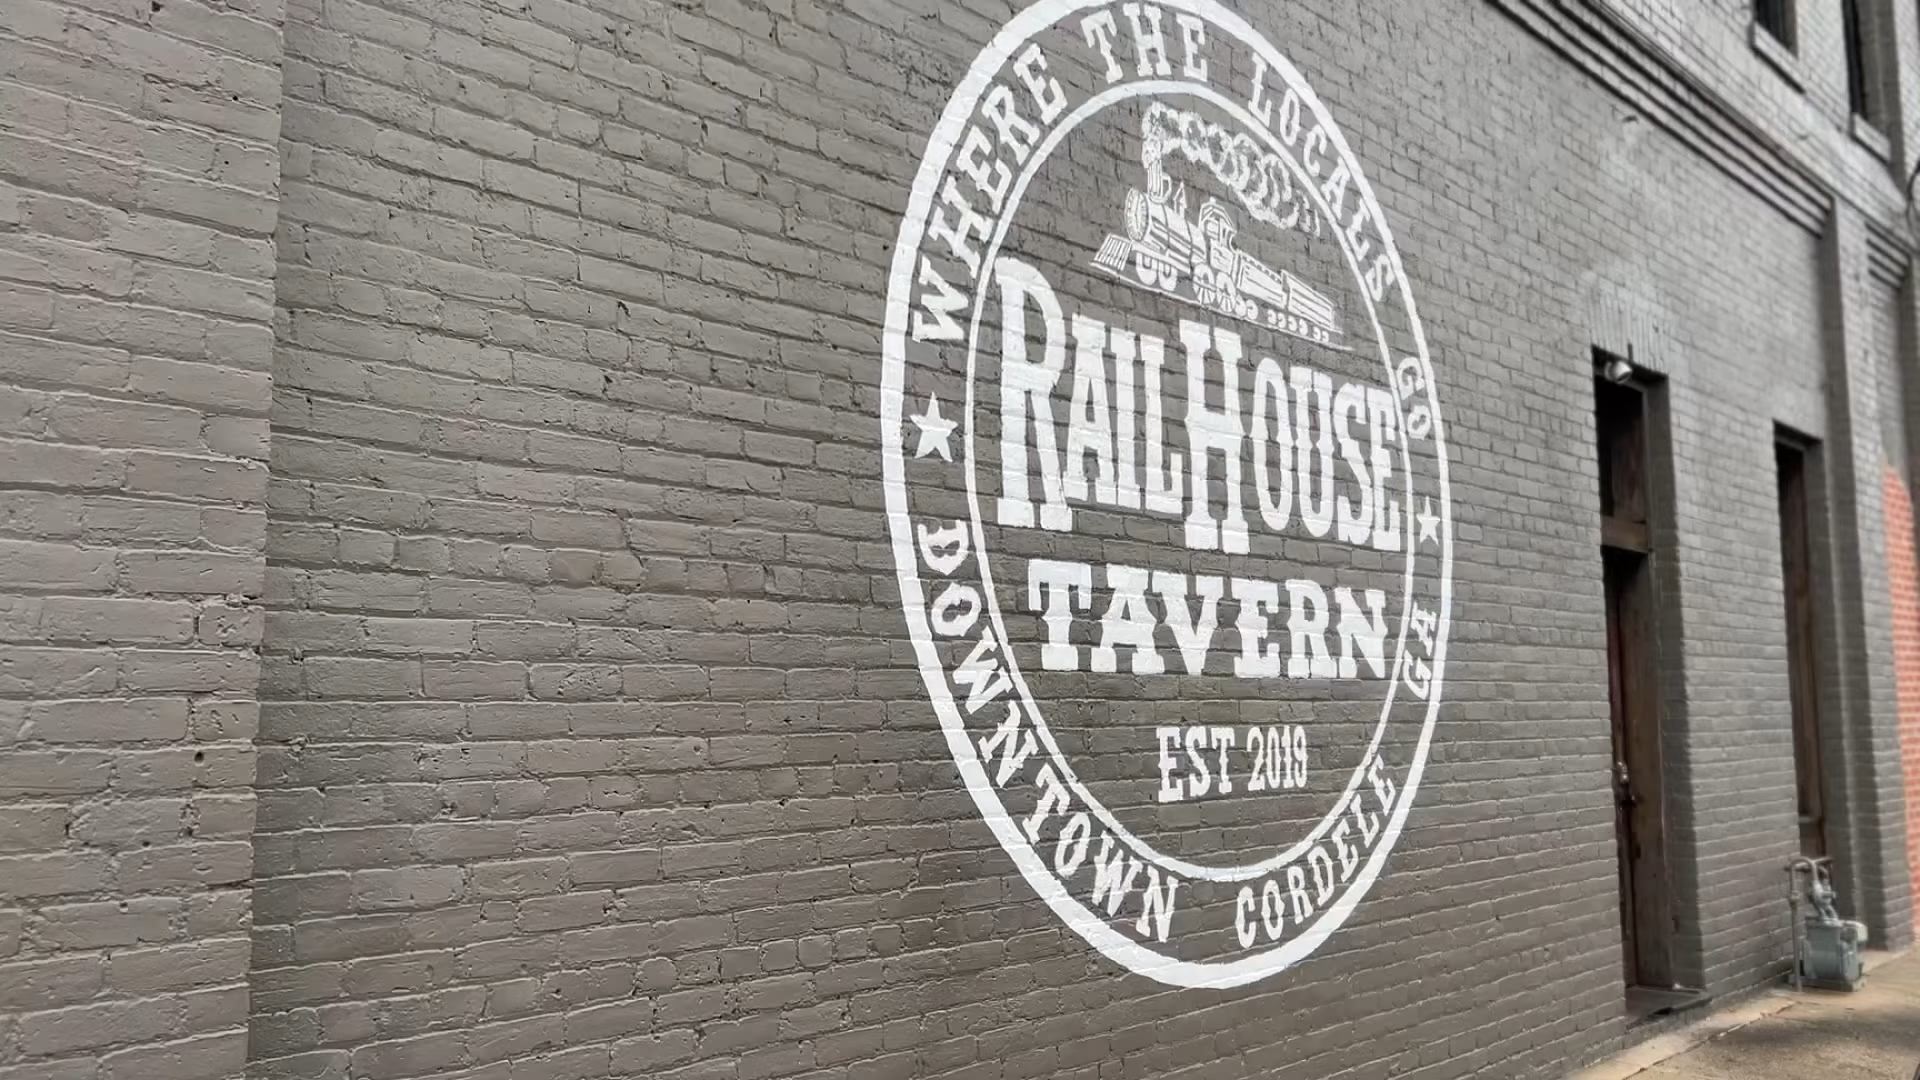 WHERE THE LOCALS GO
RAILHOUSE
TAVERN
EST 2019
DOWNTOWN CORDELE GA